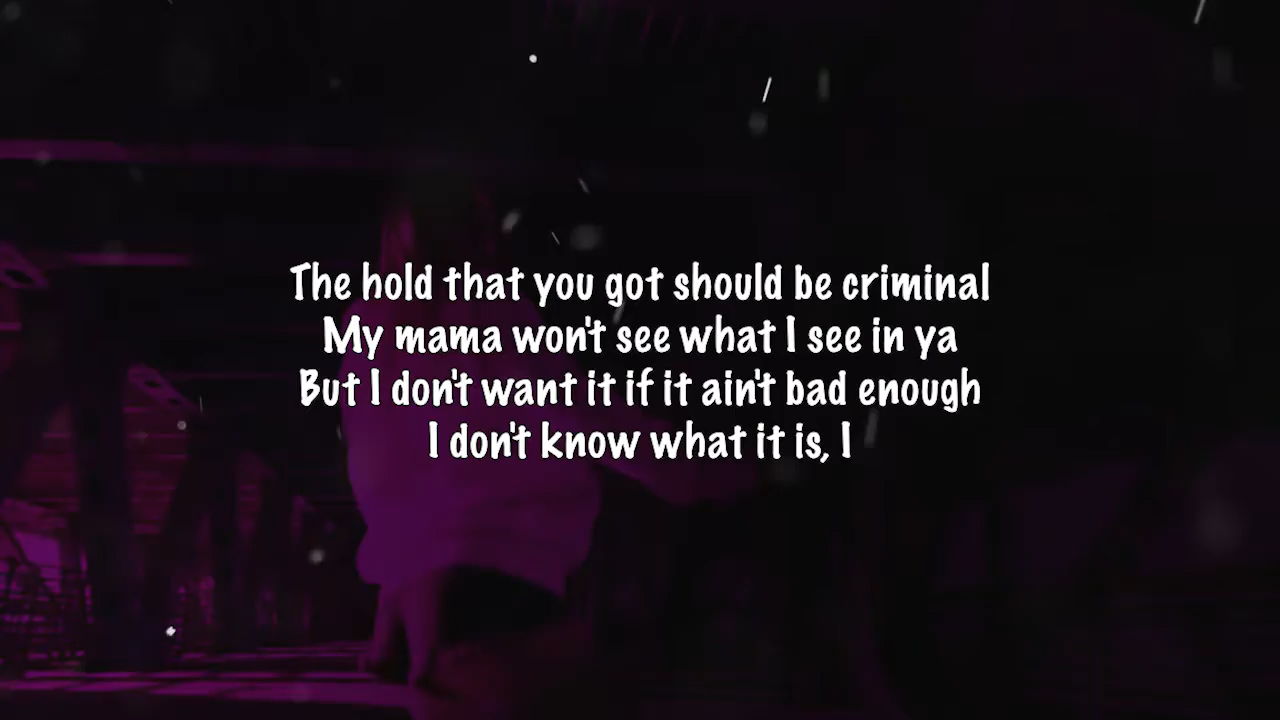 The hold that you got should be criminal
My mama won't see what I see in ya
But I don't want it if it ain't bad enough
I don't know what it is, I